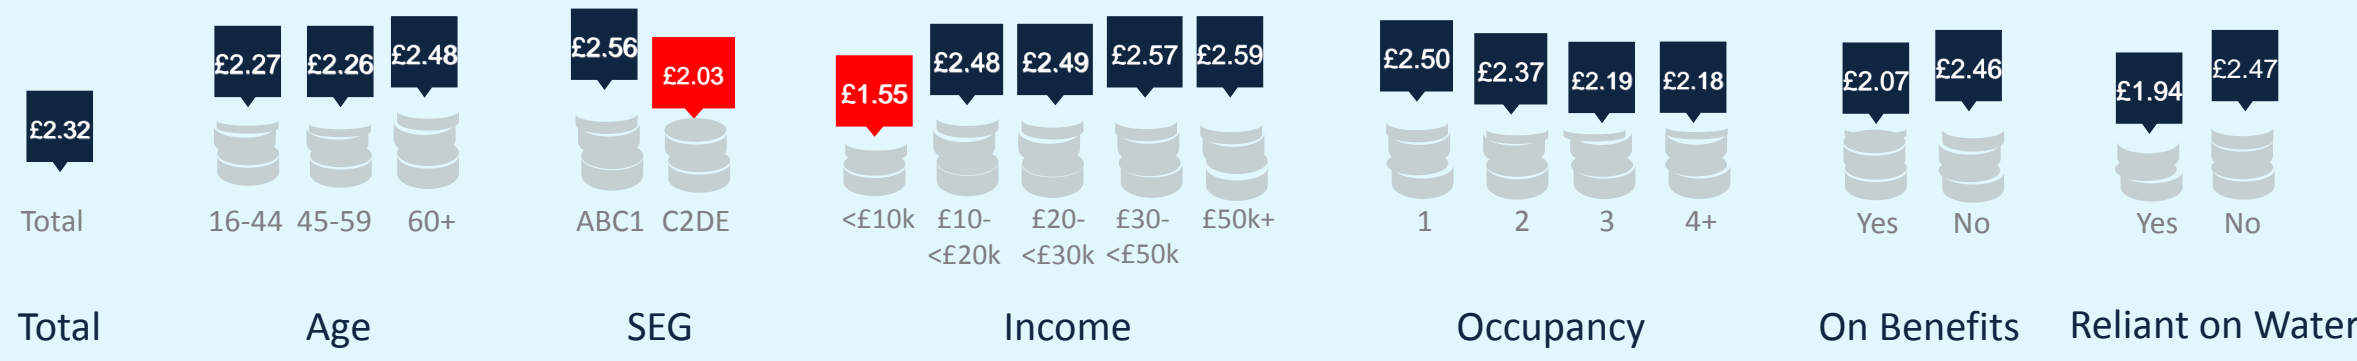 £2.32
£2.27 £2.26 £2.48
£2.56 £2.03
£1.55 £2.48 £2.49 £2.57 £2.59
£2.50 £2.37 £2.19 £2.18
£2.07 £2.46
£1.94 £2.47
Total
16-44 45-59 60+
ABC1 C2DE
<£10k £10- £20- £30- £50k+
<£20k <£30k <£50k
1 2 3 4+
Yes No
Yes No
Total
Age
SEG
Income
Occupancy
On Benefits
Reliant on Water